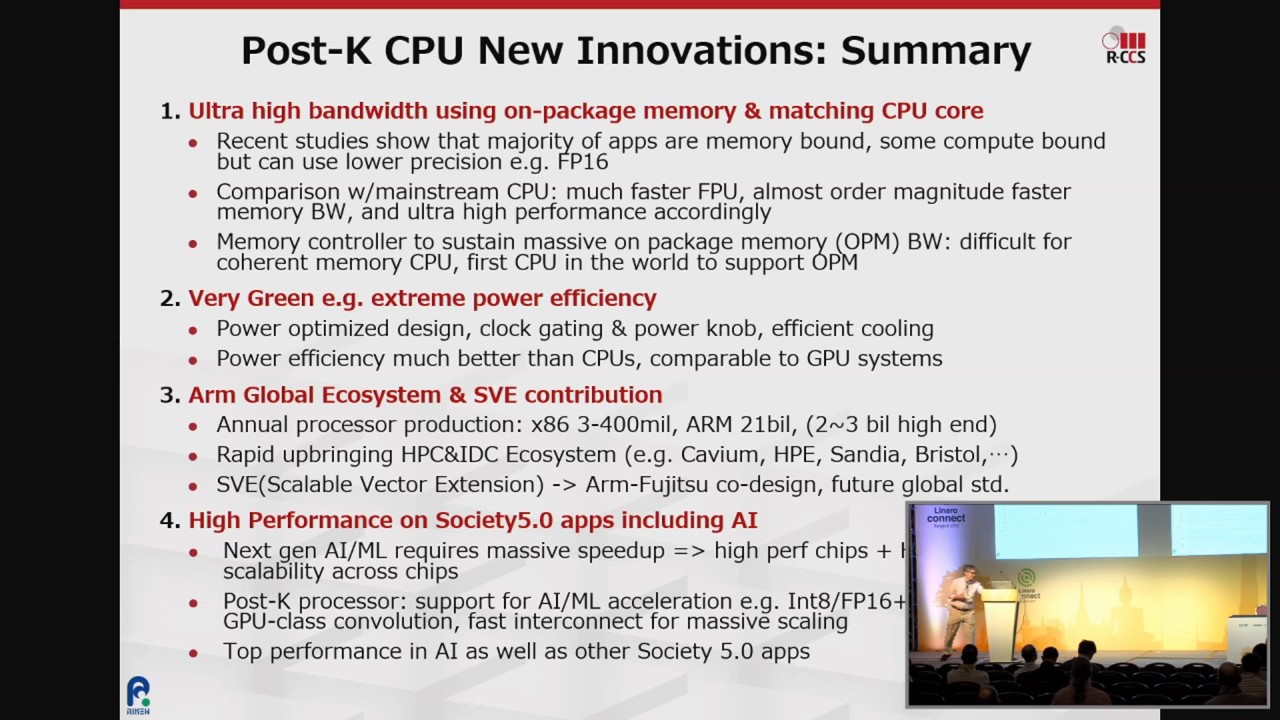 Post-K CPU New Innovations: Summary
R-CCS
1. Ultra high bandwidth using on-package memory & matching CPU core
• Recent studies show that majority of apps are memory bound, some compute bound
but can use lower precision e.g. FP16
• Comparison w/mainstream CPU: much faster FPU, almost order magnitude faster
memory BW, and ultra high performance accordingly
• Memory controller to sustain massive on package memory (OPM) BW: difficult for
coherent memory CPU, first CPU in the world to support OPM
2. Very Green e.g. extreme power efficiency
• Power optimized design, clock gating & power knob, efficient cooling
• Power efficiency much better than CPUs, comparable to GPU systems
3. Arm Global Ecosystem & SVE contribution
• Annual processor production: x86 3-400mil, ARM 21bil, (2~3 bil high end)
• Rapid upbringing HPC&IDC Ecosystem (e.g. Cavium, HPE, Sandia, Bristol,⋯)
• SVE(Scalable Vector Extension) -> Arm-Fujitsu co-design, future global std.
4. High Performance on Society5.0 apps including AI
• Next gen AI/ML requires massive speedup => high perf chips +
scalability across chips
• Post-K processor: support for AI/ML acceleration e.g. Int8/FP16+
GPU-class convolution, fast interconnect for massive scaling
• Top performance in AI as well as other Society 5.0 apps
RIKEN
Linaro
connect
Linaro
connect